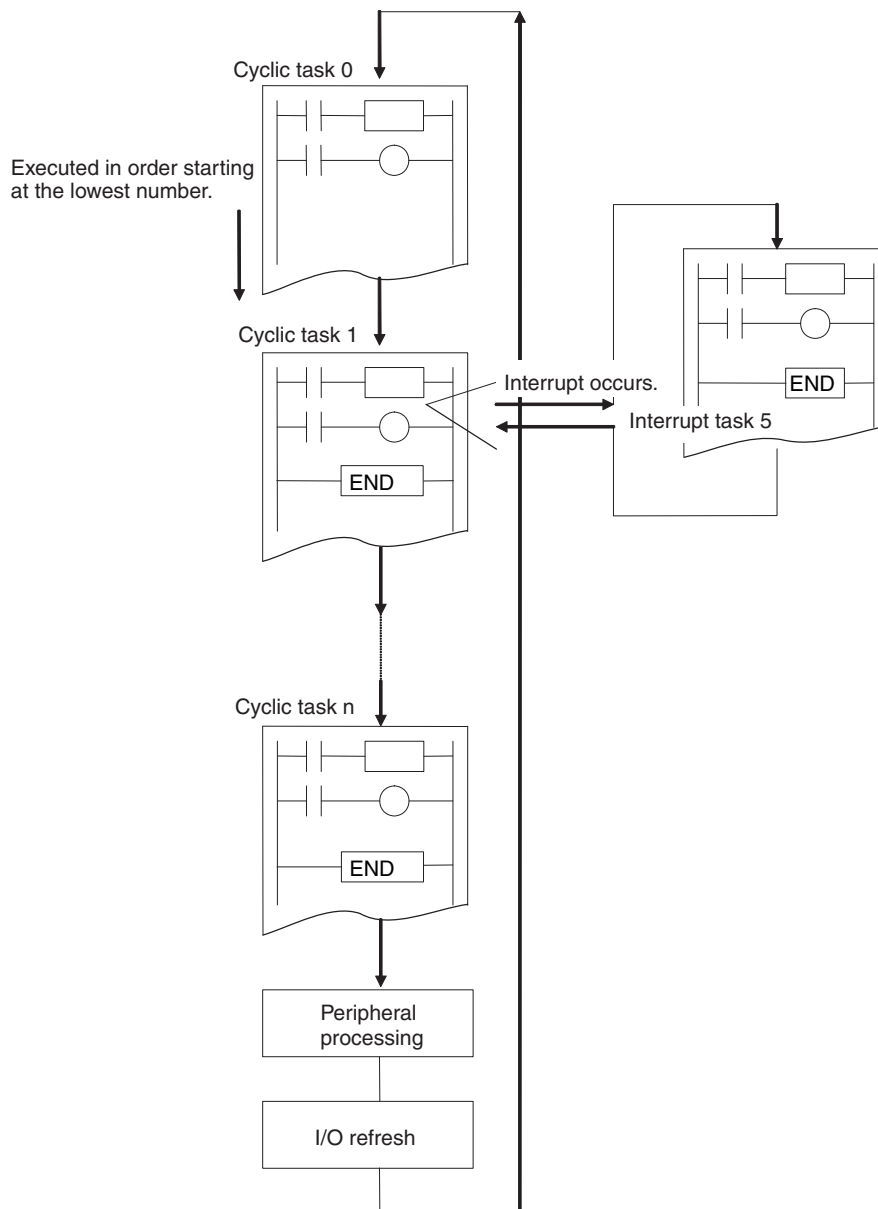 Cyclic task 0
Executed in order starting
at the lowest number.
Cyclic task 1
Interrupt occurs.
END
Interrupt task 5
END
Cyclic task n
END
Peripheral
processing
I/O refresh